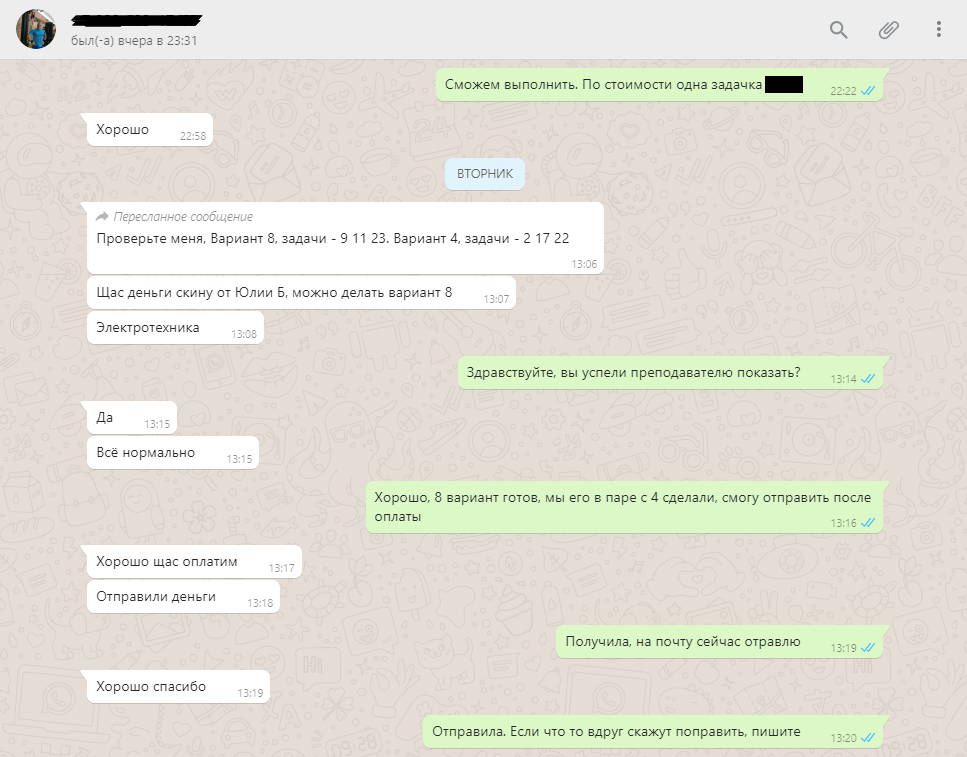 был(-а) вчера в 23:31
Сможем выполнить. По стоимости одна задачка
22:22
Хорошо
22:58
ВТОРНИК
Пересланное сообщение
Проверьте меня, Вариант 8, задачи - 9 11 23. Вариант 4, задачи - 2 17 22
13:06
Щас деньги скину от Юлии Б, можно делать вариант 8
13:07
Электротехника
13:08
Здравствуйте, вы успели преподавателю показать?
13:14
Да
13:15
Всё нормально
13:15
Хорошо, 8 вариант готов, мы его в паре с 4 сделали, смогу отправить после
оплаты
13:16
Хорошо щас оплатим
13:17
Отправили деньги
13:18
Получила, на почту сейчас отравлю
13:19
Хорошо спасибо
13:19
Отправила. Если что то вдруг скажут поправить, пишите
13:20